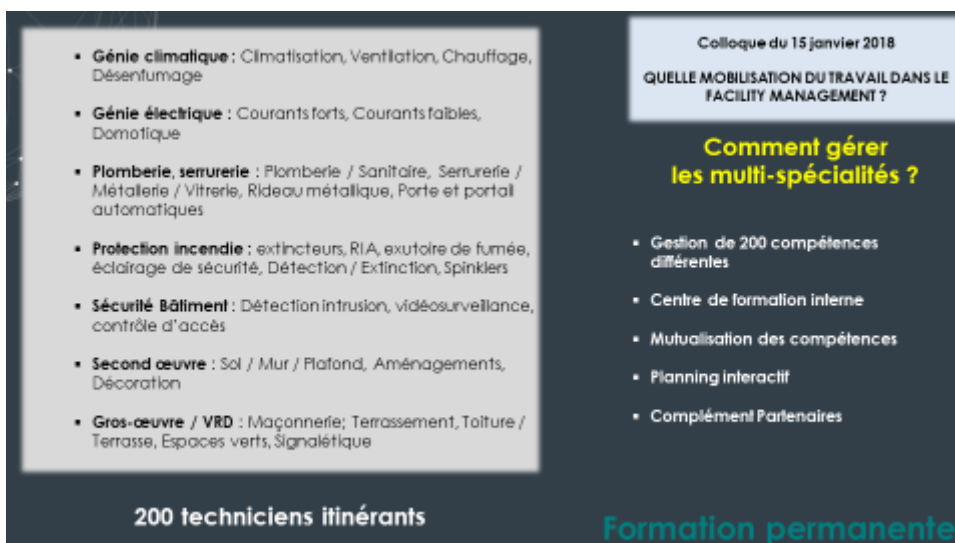 ▪ Génie climatique : Climatisation, Ventilation, Chauffage,
Désenfumage
▪ Génie électrique : Courants forts, Courants faibles,
Domotique
▪ Plomberie, serrurerie : Plomberie / Sanitaire, Serrurerie /
Métallerie / Vitrerie, Rideau métallique, Porte et portail
automatiques
▪ Protection incendie : extincteurs, RIA, exutoire de fumée,
éclairage de sécurité, Détection / Extinction, Spinklers
▪ Sécurité Bâtiment : Détection intrusion, vidéosurveillance,
contrôle d'accès
▪ Second œuvre : Sol / Mur / Plafond, Aménagements,
Décoration
▪ Gros-œuvre / VRD : Maçonnerie; Terrassement, Toiture /
Terrasse, Espaces verts, Signalétique
200 techniciens itinérants
Colloque du 15 janvier 2018
QUELLE MOBILISATION DU TRAVAIL DANS LE
FACILITY MANAGEMENT ?
Comment gérer
les multi-spécialités ?
▪ Gestion de 200 compétences
différentes
▪ Centre de formation interne
▪ Mutualisation des compétences
▪ Planning interactif
▪ Complément Partenaires
Formation permanente